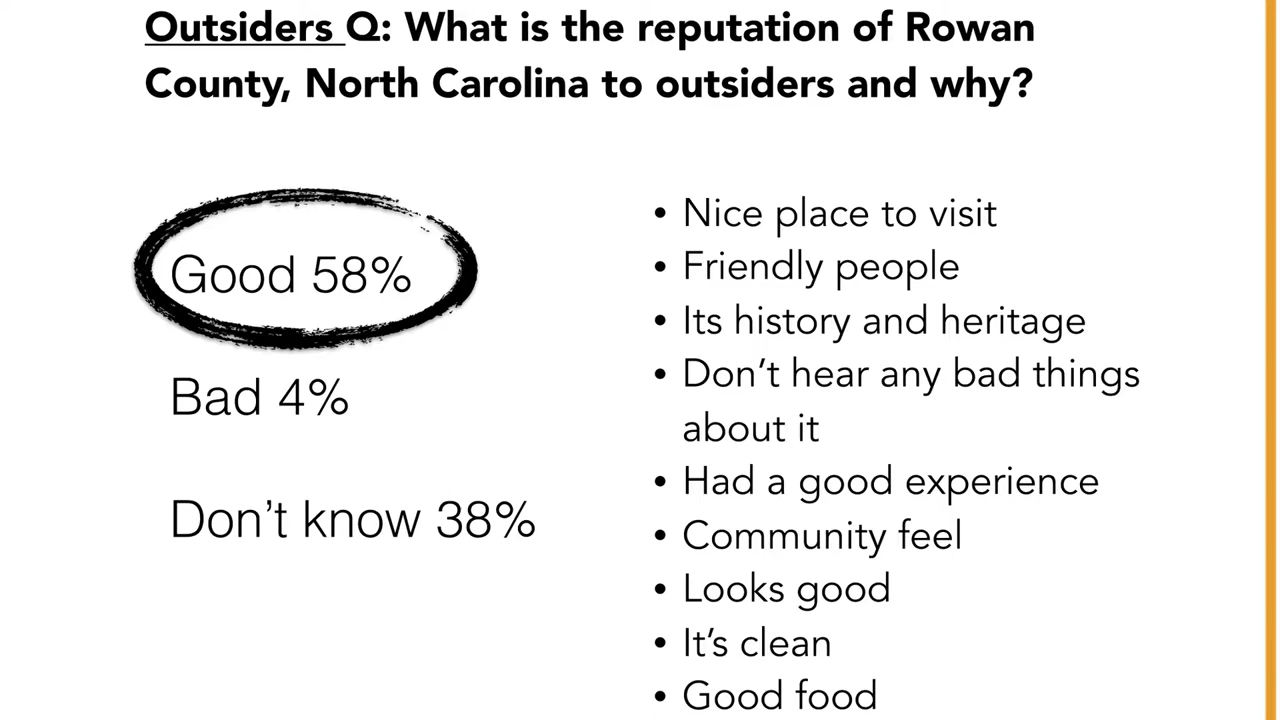 Outsiders Q: What is the reputation of Rowan
County, North Carolina to outsiders and why?
Good 58%
Bad 4%
Don't know 38%
• Nice place to visit
• Friendly people
• Its history and heritage
• Don't hear any bad things
about it
• Had a good experience
• Community feel
• Looks good
• It's clean
• Good food